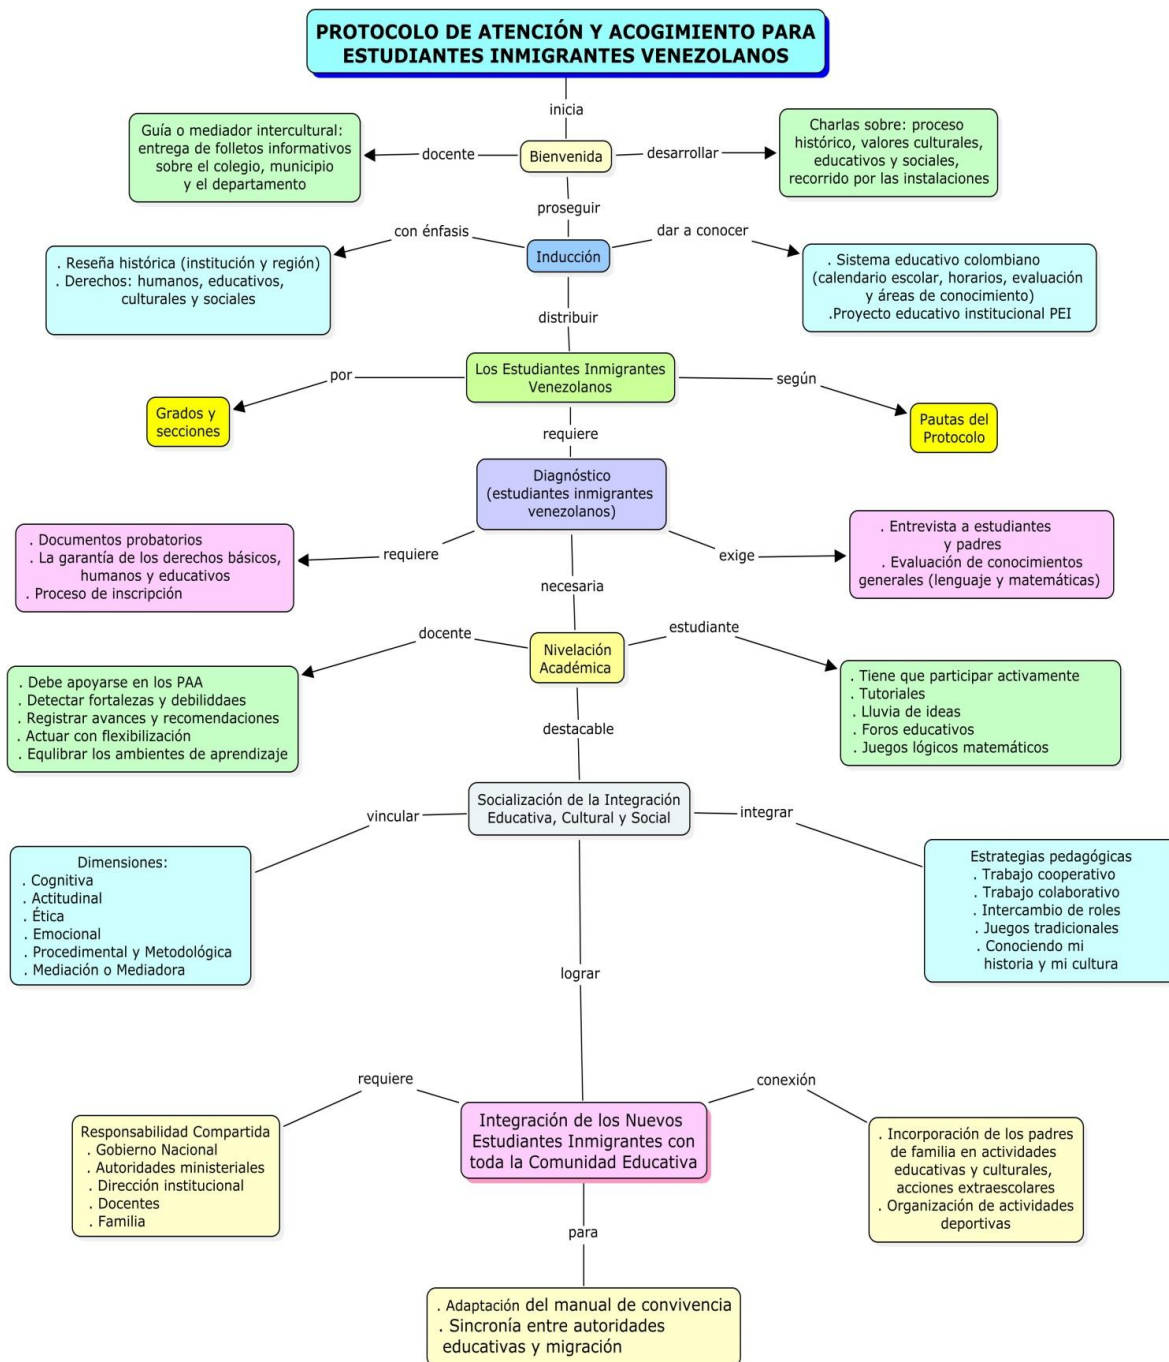 PROTOCOLO DE ATENCIÓN Y ACOGIMIENTO PARA
ESTUDIANTES INMIGRANTES VENEZOLANOS
inicia
Guía o mediador intercultural:
entrega de folletos informativos
sobre el colegio, municipio
y el departamento
docente
Bienvenida
desarrollar
Charlas sobre: proceso
histórico, valores culturales,
educativos y sociales,
recorrido por las instalaciones
proseguir
con énfasis
. Reseña histórica (institución y región)
. Derechos: humanos, educativos,
culturales y sociales
Inducción
dar a conocer
. Sistema educativo colombiano
(calendario escolar, horarios, evaluación
y áreas de conocimiento)
.Proyecto educativo institucional PEI
distribuir
Los Estudiantes Inmigrantes
Venezolanos
por
Grados y
secciones
según
Pautas del
Protocolo
requiere
Diagnóstico
(estudiantes inmigrantes
venezolanos)
requiere
. Documentos probatorios
. La garantía de los derechos básicos,
humanos y educativos
. Proceso de inscripción
exige
. Entrevista a estudiantes
y padres
. Evaluación de conocimientos
generales (lenguaje y matemáticas)
necesaria
Nivelación
Académica
docente
. Debe apoyarse en los PAA
. Detectar fortalezas y debiliddaes
. Registrar avances y recomendaciones
. Actuar con flexibilización
. Equlibrar los ambientes de aprendizaje
estudiante
. Tiene que participar activamente
. Tutoriales
. Lluvia de ideas
. Foros educativos
. Juegos lógicos matemáticos
destacable
Socialización de la Integración
Educativa, Cultural y Social
vincular
Dimensiones:
. Cognitiva
. Actitudinal
. Ética
. Emocional
. Procedimental y Metodológica
. Mediación o Mediadora
integrar
Estrategias pedagógicas
. Trabajo cooperativo
. Trabajo colaborativo
. Intercambio de roles
. Juegos tradicionales
. Conociendo mi
historia y mi cultura
lograr
Integración de los Nuevos
Estudiantes Inmigrantes con
toda la Comunidad Educativa
requiere
Responsabilidad Compartida
. Gobierno Nacional
. Autoridades ministeriales
. Dirección institucional
. Docentes
. Familia
conexión
. Incorporación de los padres
de familia en actividades
educativas y culturales,
acciones extraescolares
. Organización de actividades
deportivas
para
. Adaptación del manual de convivencia
. Sincronía entre autoridades
educativas y migración